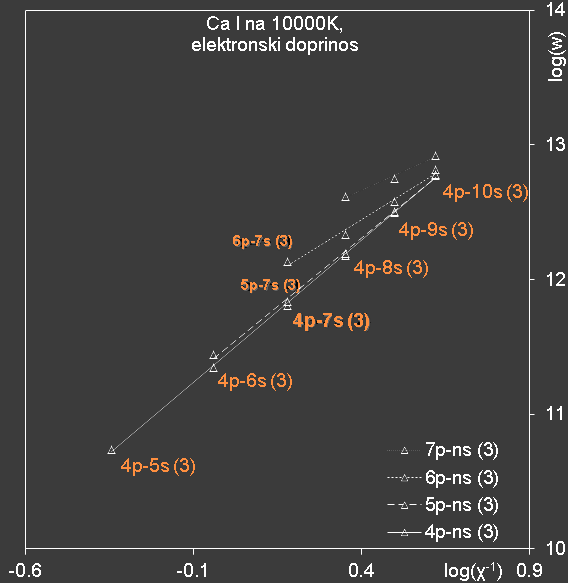 Ca I na 10000K,
elektronski doprinos
14
log(w)
13
12
11
10
4p-10s (3)
4p-9s (3)
6p-7s (3)
4p-8s (3)
5p-7s (3)
4p-7s (3)
4p-6s (3)
4p-5s (3)
7p-ns (3)
6p-ns (3)
5p-ns (3)
4p-ns (3)
-0.6
-0.1
0.4
log(χ⁻¹)
0.9